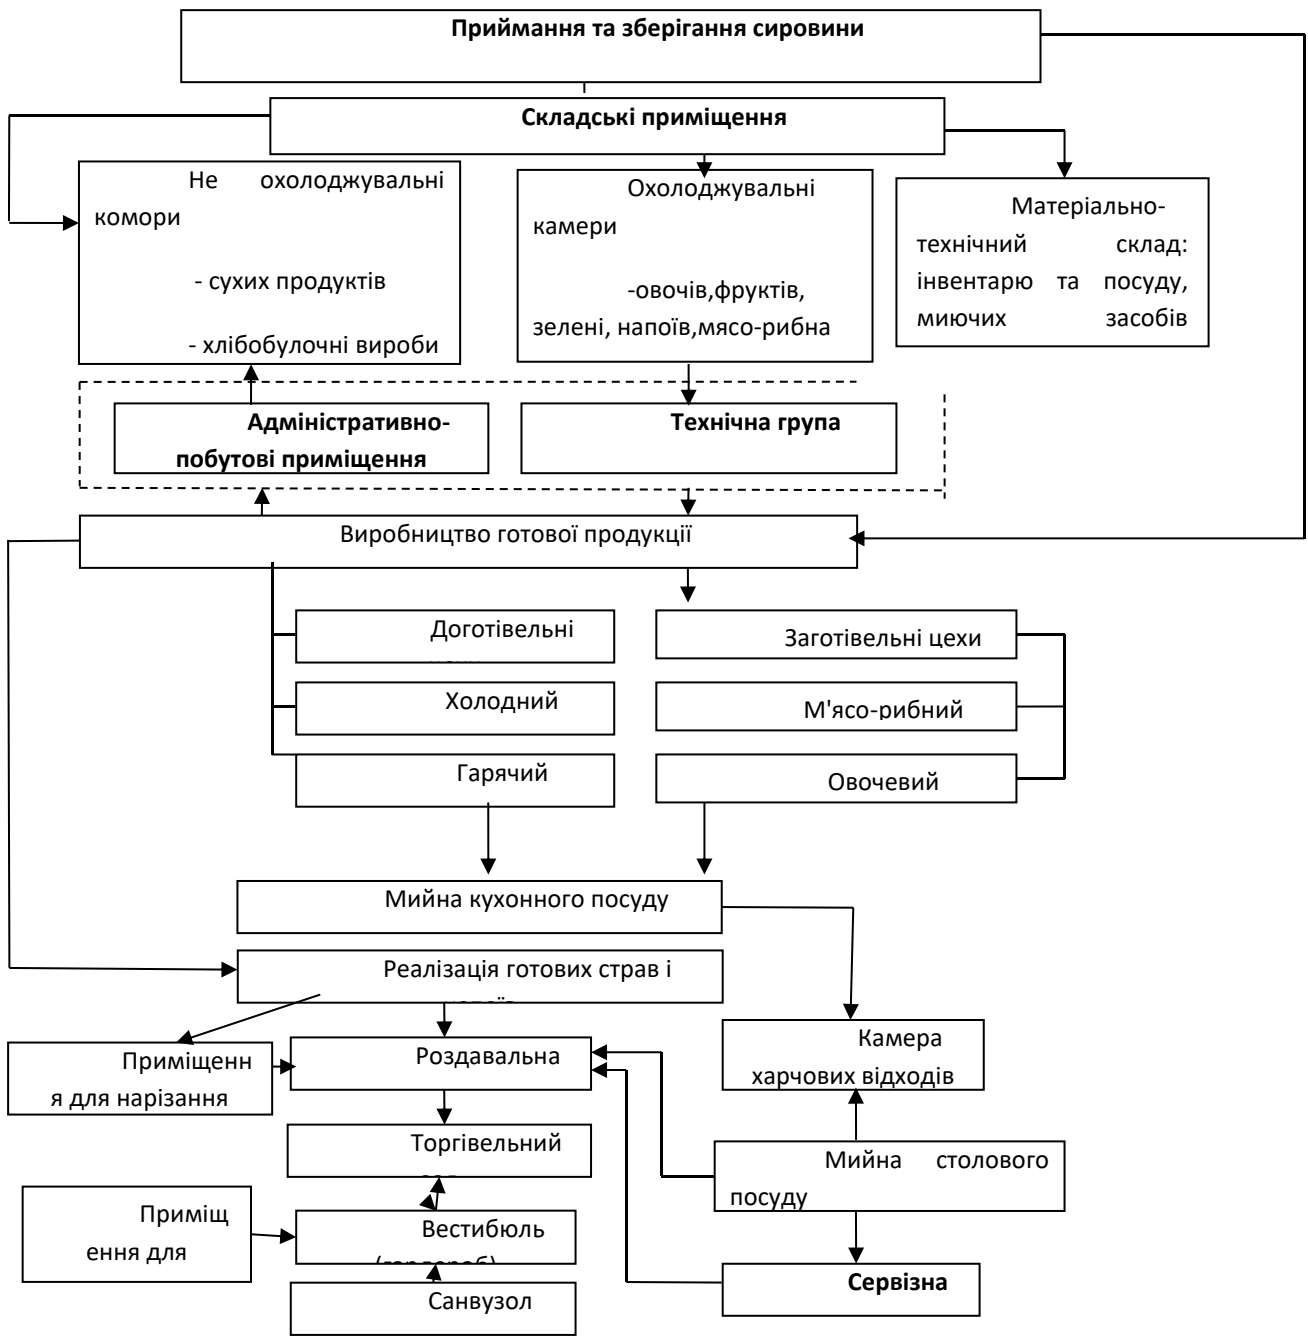 Приймання та зберігання сировини
Складські приміщення
Не охолоджувальні
комори
- сухих продуктів
- хлібобулочні вироби
Охолоджувальні
камери
-овочів,фруктів,
зелені, напоїв,мясо-рибна
Матеріально-
технічний склад:
інвентарю та посуду,
миючих засобів
Адміністративно-
побутові приміщення
Технічна група
Виробництво готової продукції
Доготівельні
Заготівельні цехи
Холодний
М'ясо-рибний
Гарячий
Овочевий
Мийна кухонного посуду
Реалізація готових страв і
Камера
харчових відходів
Приміщенн
я для нарізання
Роздавальна
Торгівельний
Мийна столового
посуду
Приміщ
ення для
Вестибюль
Санвузол
Сервізна